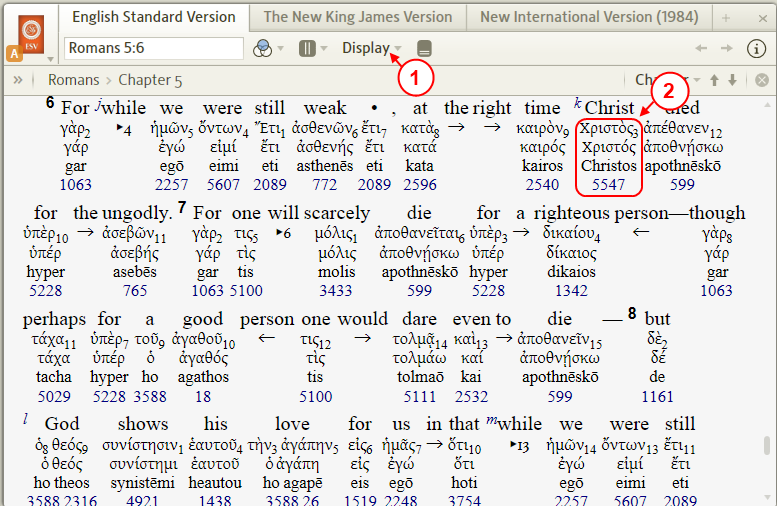 English Standard Version The New King James Version New International Version (1984) + ×
ESV
A
Romans 5:6 Display
1
» Romans › Chapter 5
2
6 For j while we were still weak • , at the right time k Christ died
γὰρ2 ▸4 ἡμῶν5 ὄντων4 Ἔτι1 ἀσθενῶν6 ἔτι7 κατὰ8 → → καιρὸν9 Χριστὸς3 ἀπέθανεν12
γάρ ἐγώ εἰμί ἔτι ἀσθενής ἔτι κατά καιρός Χριστός ἀποθνῄσκω
gar egō eimi eti asthenēs eti kata kairos Christos apothnēskō
1063 2257 5607 2089 772 2089 2596 2540 5547 599
for the ungodly. 7 For one will scarcely die for a righteous person—though
ὑπὲρ10 → ἀσεβῶν11 γὰρ2 τις5 ▸6 μόλις1 ἀποθανεῖται6 ὑπὲρ3 → δικαίου4 ← γὰρ8
ὑπέρ ἀσεβής γάρ τὶς μόλις ἀποθνῄσκω ὑπέρ δίκαιος γάρ
hyper asebēs gar tis molis apothnēskō hyper dikaios gar
5228 765 1063 5100 3433 599 5228 1342 1063
perhaps for a good person one would dare even to die — 8 but
τάχα11 ὑπὲρ7 τοῦ9 ἀγαθοῦ10 ← τις12 → τολμᾷ14 καὶ13 → ἀποθανεῖν15 δὲ2
τάχα ὑπέρ ὁ ἀγαθός τὶς τολμάω καί ἀποθνῄσκω δέ
tacha hyper ho agathos tis tolmaō kai apothnēskō de
5029 5228 3588 18 5100 5111 2532 599 1161
l God shows his love for us in that m while we were still
ὁ8 θεός9 συνίστησιν1 ἑαυτοῦ4 τὴν3 ἀγάπην5 εἰς6 ἡμᾶς7 → ὅτι10 ▸13 ἡμῶν14 ὄντων13 ἔτι11
ὁ θεός συνίστημι ἑαυτοῦ ὁ ἀγάπη εἰς ἐγώ ὅτι ἐγώ εἰμί ἔτι
ho theos synistēmi heautou ho agapē eis egō hoti egō eimi eti
3588 2316 4921 1438 3588 26 1519 2248 3754 2257 5607 2089